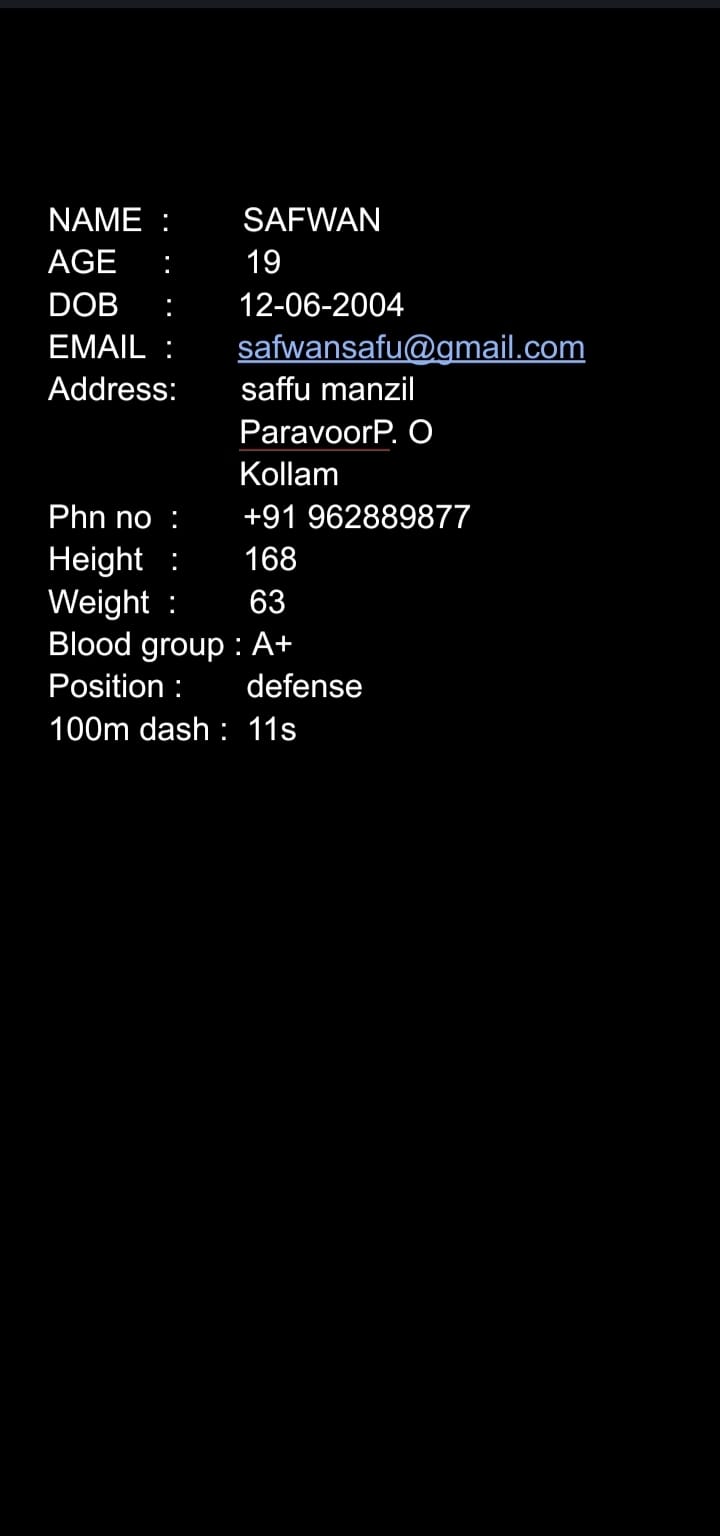 NAME : SAFWAN
AGE : 19
DOB : 12-06-2004
EMAIL : safwansafu@gmail.com
Address: saffu manzil
ParavoorP. O
Kollam
Phn no : +91 962889877
Height : 168
Weight : 63
Blood group : A+
Position : defense
100m dash : 11s